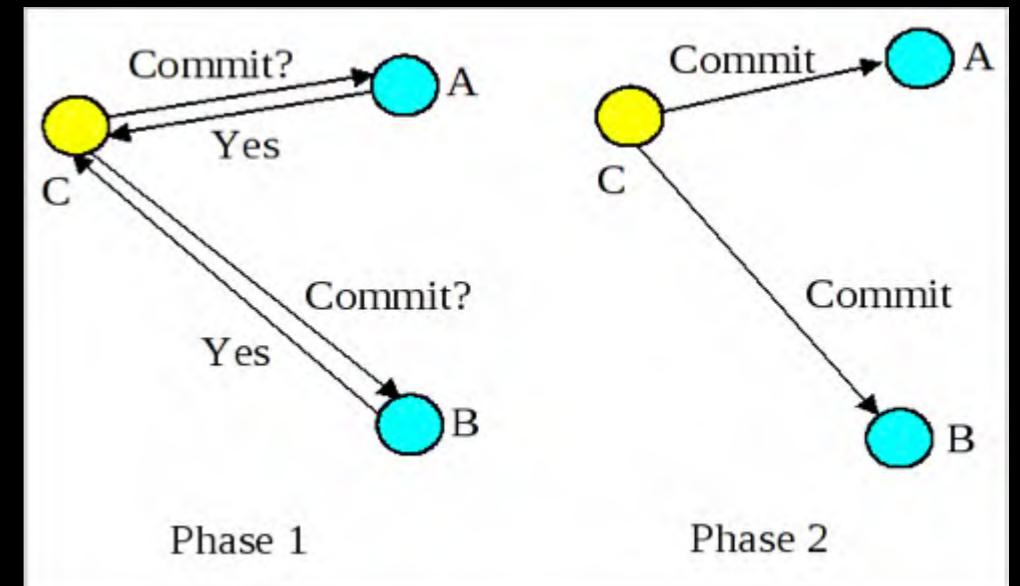 Commit?
A
Yes
C
Commit?
Yes
B
Phase 1
Commit
A
C
Commit
B
Phase 2